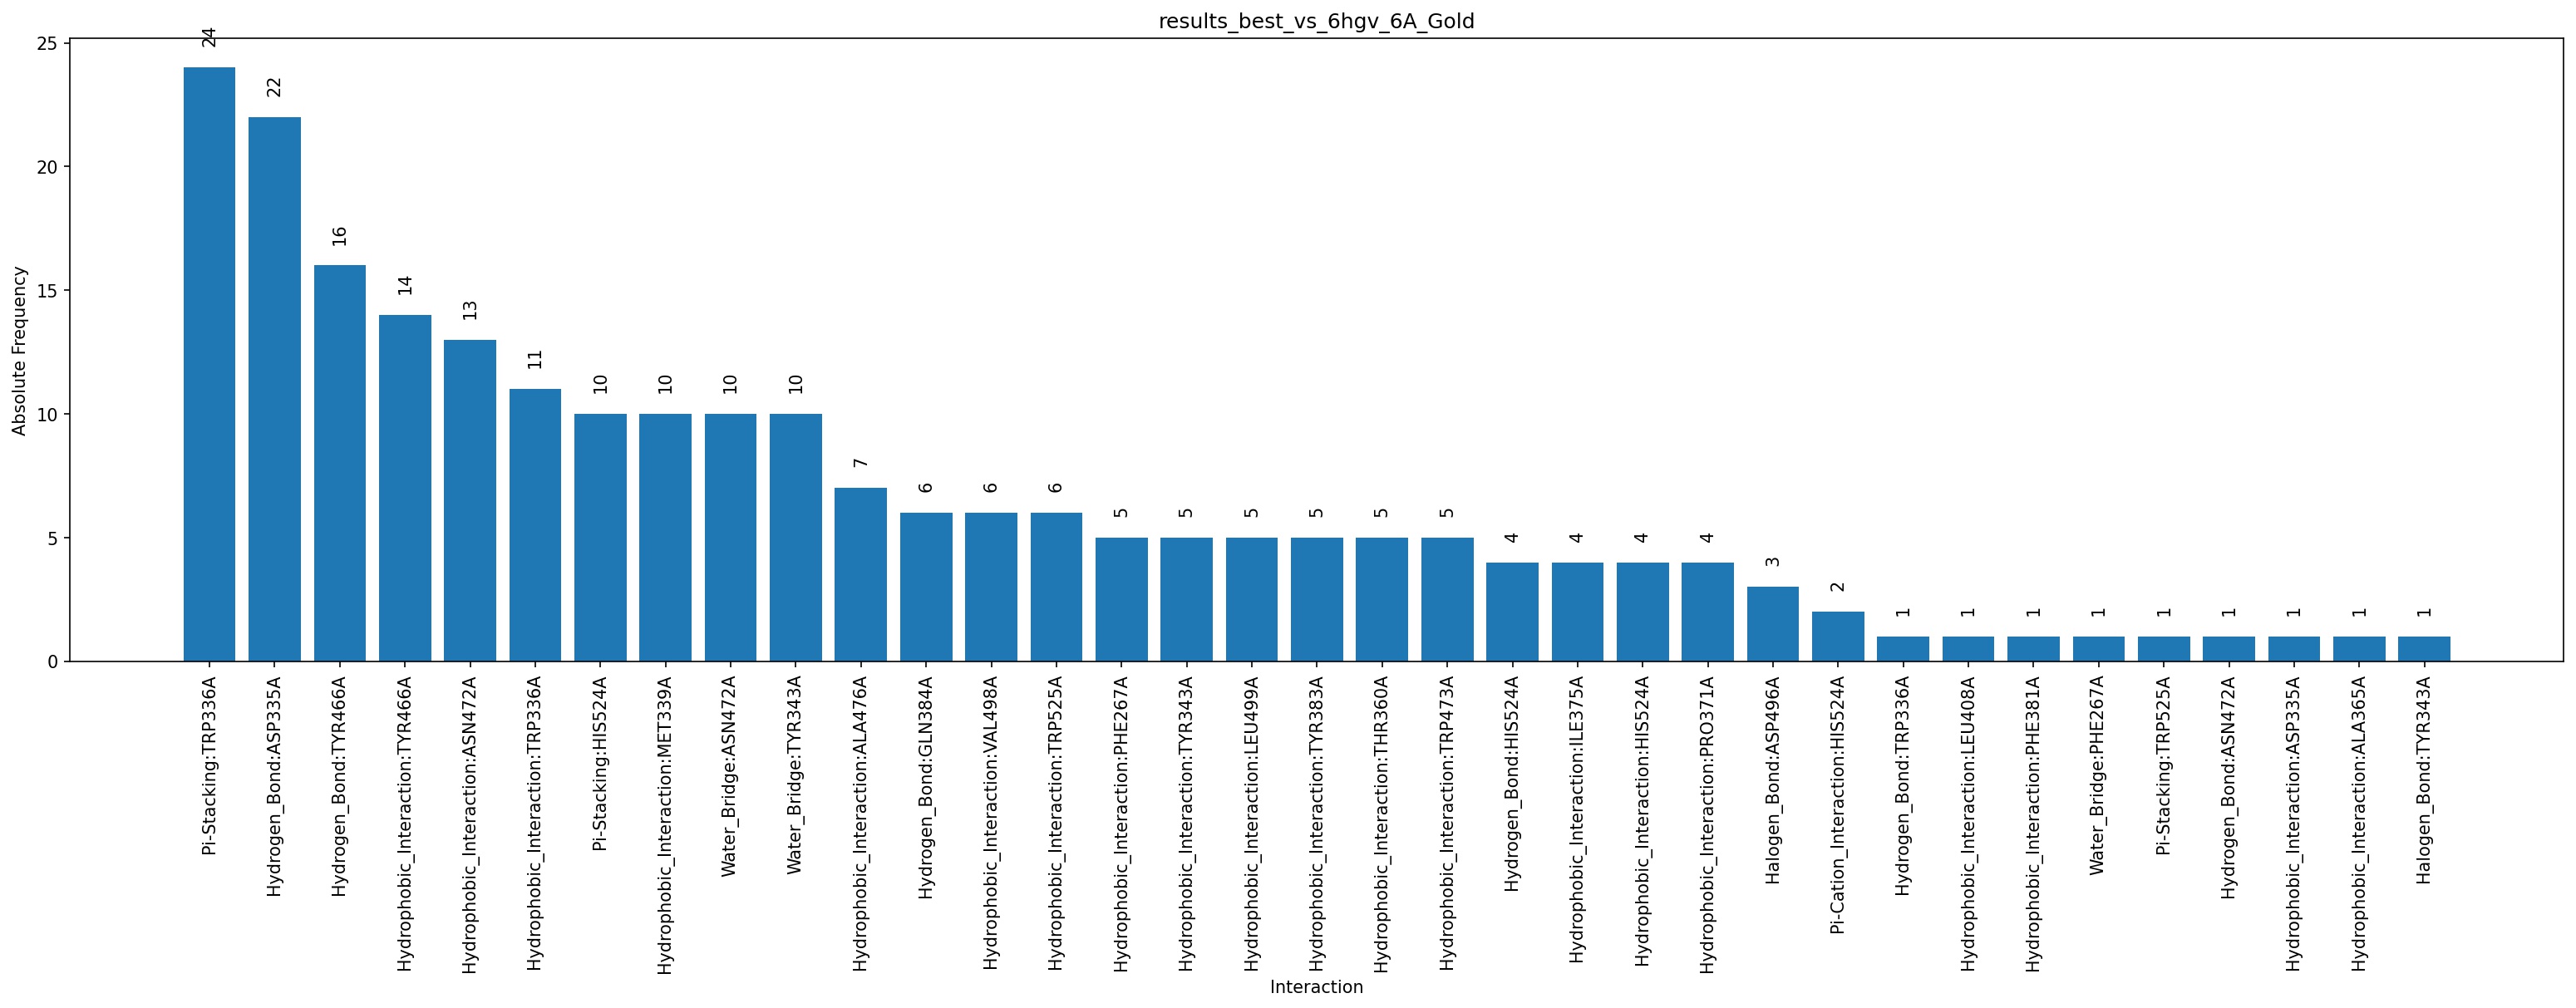 results_best_vs_6hgv_6A_Gold
Absolute Frequency
25
20
15
10
5
0
24
22
16
14
13
11
10
10
10
10
7
6
6
6
5
5
5
5
5
5
4
4
4
4
3
2
1
1
1
1
1
1
1
1
1
Pi-Stacking:TRP336A
Hydrogen_Bond:ASP335A
Hydrogen_Bond:TYR466A
Hydrophobic_Interaction:TYR466A
Hydrophobic_Interaction:ASN472A
Hydrophobic_Interaction:TRP336A
Pi-Stacking:HIS524A
Hydrophobic_Interaction:MET339A
Water_Bridge:ASN472A
Water_Bridge:TYR343A
Hydrophobic_Interaction:ALA476A
Hydrogen_Bond:GLN384A
Hydrophobic_Interaction:VAL498A
Hydrophobic_Interaction:TRP525A
Hydrophobic_Interaction:PHE267A
Hydrophobic_Interaction:TYR343A
Hydrophobic_Interaction:LEU499A
Hydrophobic_Interaction:TYR383A
Hydrophobic_Interaction:THR360A
Hydrophobic_Interaction:TRP473A
Hydrogen_Bond:HIS524A
Hydrophobic_Interaction:ILE375A
Hydrophobic_Interaction:HIS524A
Hydrophobic_Interaction:PRO371A
Halogen_Bond:ASP496A
Pi-Cation_Interaction:HIS524A
Hydrogen_Bond:TRP336A
Hydrophobic_Interaction:LEU408A
Hydrophobic_Interaction:PHE381A
Water_Bridge:PHE267A
Pi-Stacking:TRP525A
Hydrogen_Bond:ASN472A
Hydrophobic_Interaction:ASP335A
Hydrophobic_Interaction:ALA365A
Halogen_Bond:TYR343A
Interaction